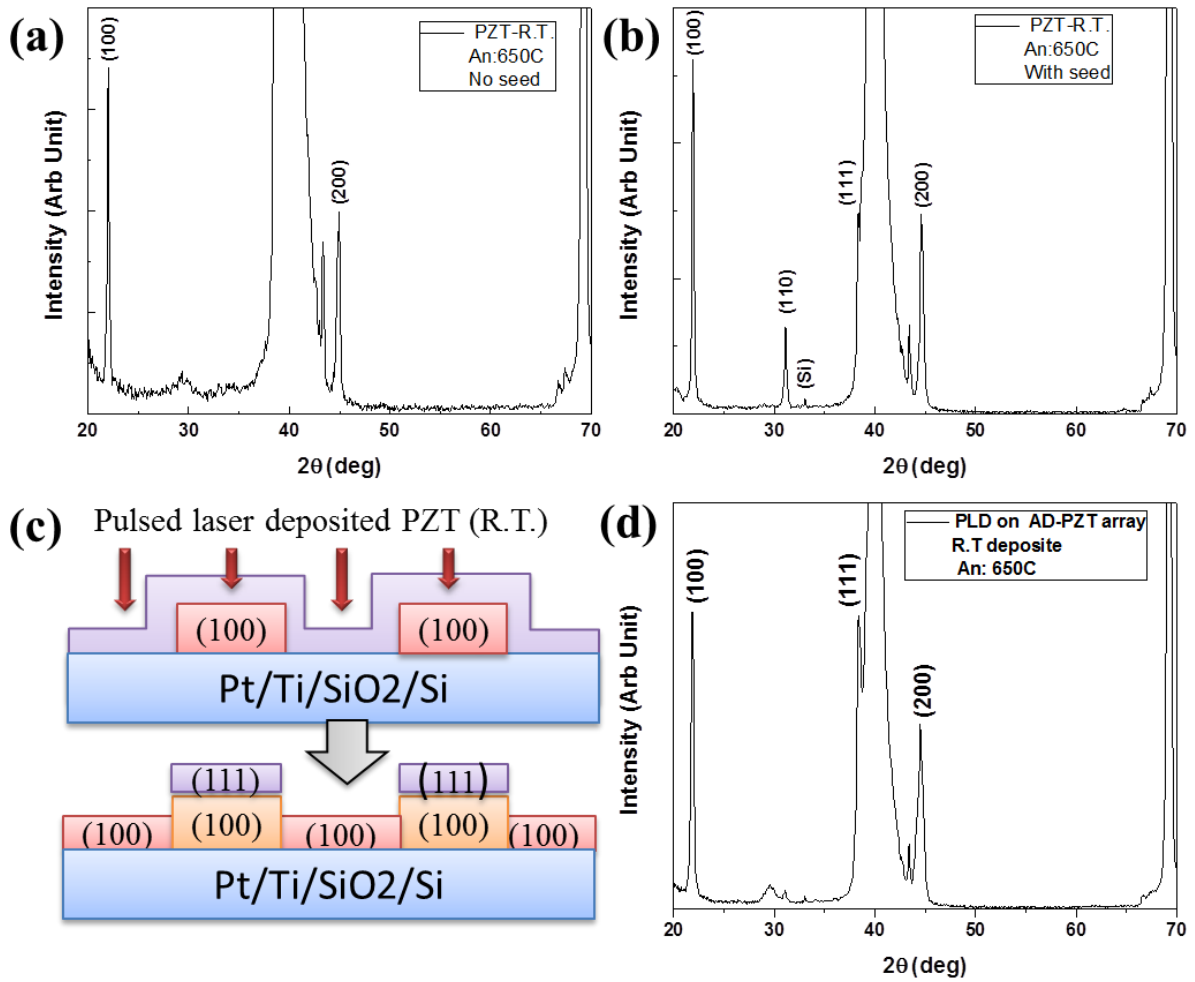 (a)
PZT-R.T.
An:650C
No seed
(100)
(200)
Intensity (Arb Unit)
20 30 40 50 60 70
2θ (deg)
(b)
PZT-R.T.
An:650C
With seed
(100)
(110)
(Si)
(111)
(200)
Intensity (Arb Unit)
20 30 40 50 60 70
2θ (deg)
(c)
Pulsed laser deposited PZT (R.T.)
(100) (100)
Pt/Ti/SiO2/Si
(111) (111)
(100) (100) (100) (100) (100)
Pt/Ti/SiO2/Si
(d)
PLD on AD-PZT array
R.T deposite
An: 650C
(100)
(111)
(200)
Intensity (Arb Unit)
20 30 40 50 60 70
2θ (deg)